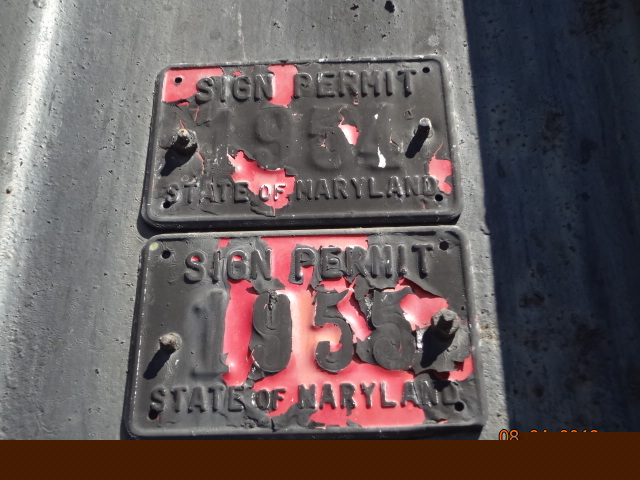 SIGN PERMIT
1954
STATE OF MARYLAND
SIGN PERMIT
1955
STATE OF MARYLAND